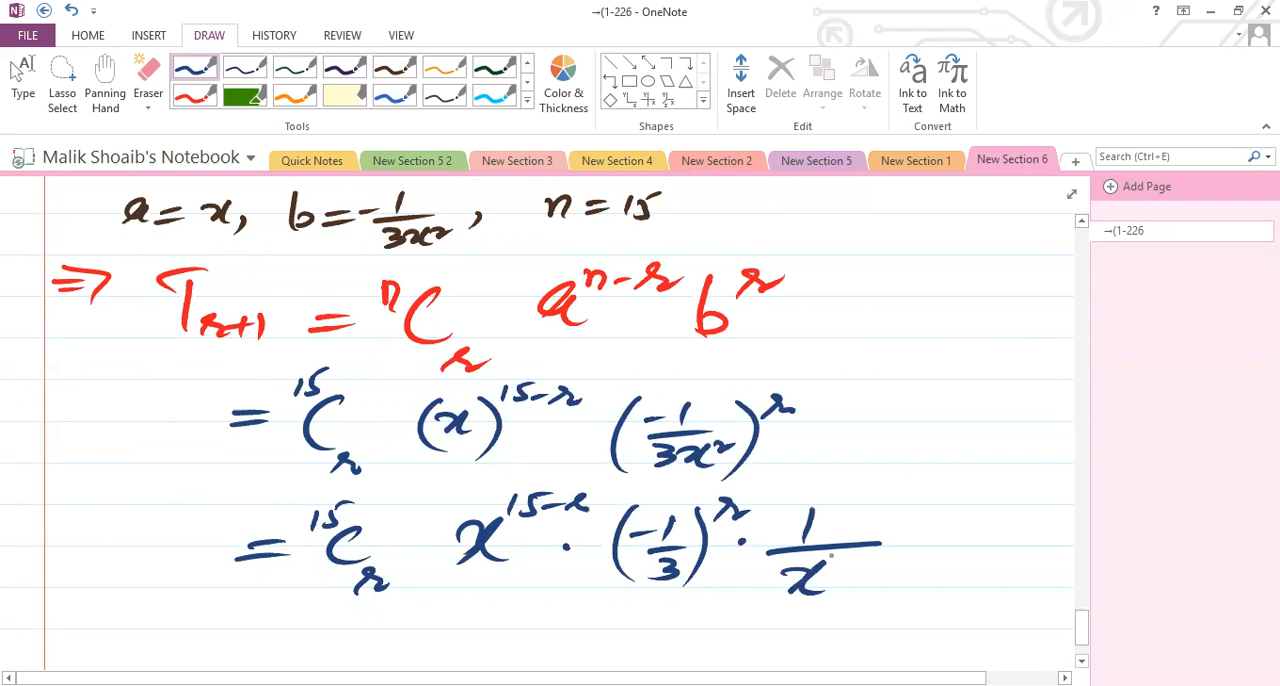 →(1-226 - OneNote
FILE HOME INSERT DRAW HISTORY REVIEW VIEW
Type Lasso Select Panning Hand Eraser Color & Thickness Insert Space Delete Arrange Rotate Ink to Text Ink to Math
Tools Shapes Edit Convert
Malik Shoaib's Notebook Quick Notes New Section 5 2 New Section 3 New Section 4 New Section 2 New Section 5 New Section 1 New Section 6 Search (Ctrl+E)
Add Page
→(1-226
a = x, b = -1/3x², n = 15
⇒ T_{r+1} = ⁿC_r a^{n-r} b^r
= ¹⁵C_r (x)^{15-r} (-1/3x²)^r
= ¹⁵C_r x^{15-r} · (-1/3)^r · 1/x